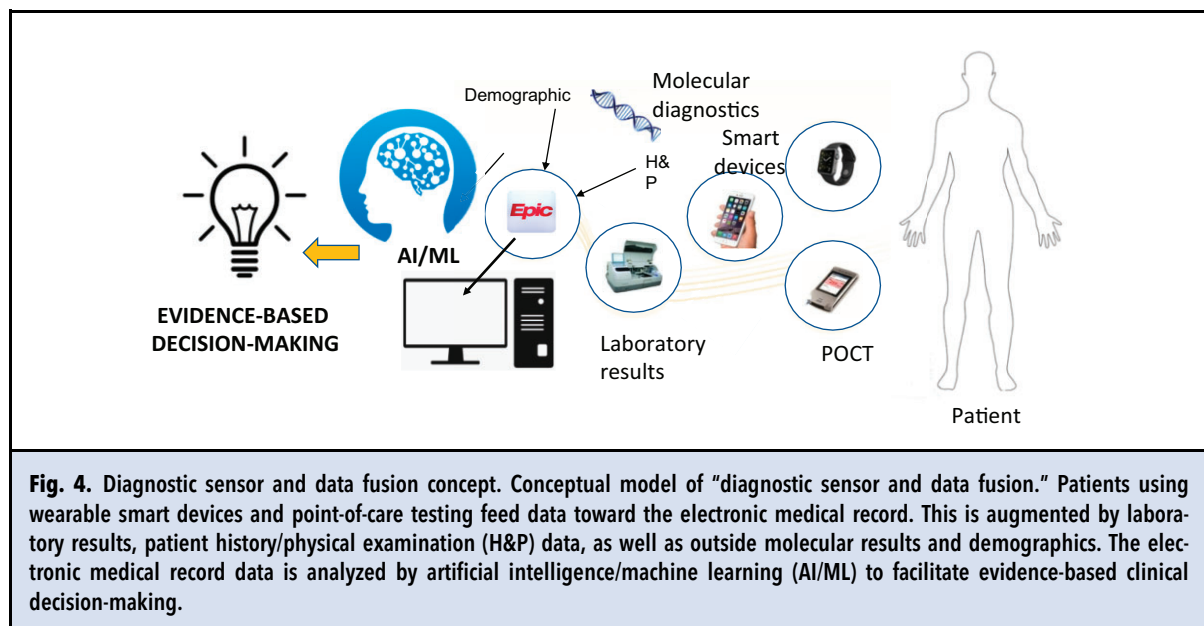 Demographic
Molecular
diagnostics
H&
P
Smart
devices
Epic
AI/ML
EVIDENCE-BASED
DECISION-MAKING
Laboratory
results
POCT
Patient
Fig. 4. Diagnostic sensor and data fusion concept. Conceptual model of "diagnostic sensor and data fusion." Patients using
wearable smart devices and point-of-care testing feed data toward the electronic medical record. This is augmented by labora-
tory results, patient history/physical examination (H&P) data, as well as outside molecular results and demographics. The elec-
tronic medical record data is analyzed by artificial intelligence/machine learning (AI/ML) to facilitate evidence-based clinical
decision-making.